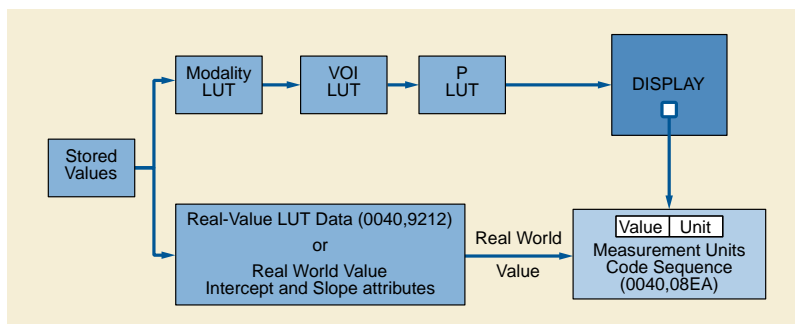 Modality
LUT
VOI
LUT
P
LUT
DISPLAY
Stored
Values
Real-Value LUT Data (0040,9212)
or
Real World Value
Intercept and Slope attributes
Real World
Value
Value Unit
Measurement Units
Code Sequence
(0040,08EA)